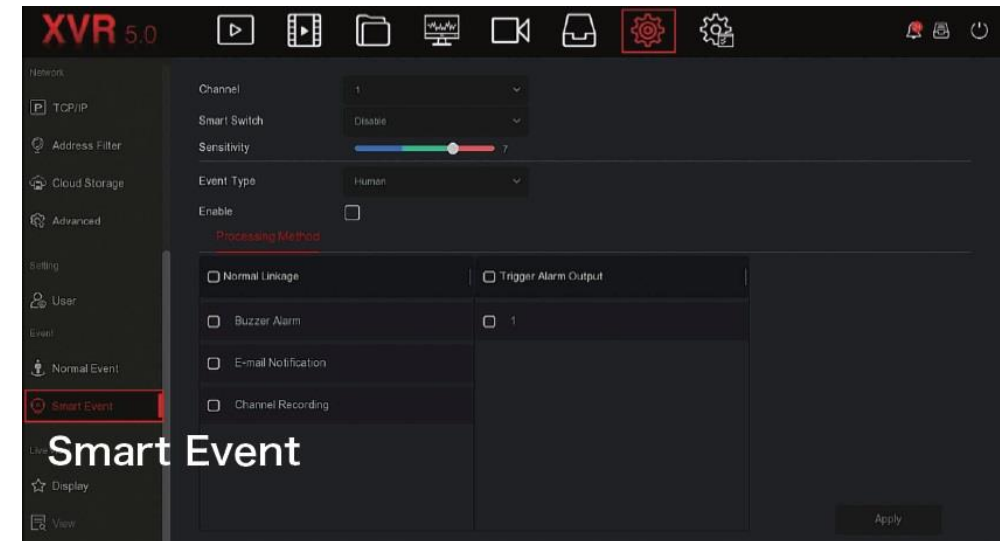 XVR 5.0
Network
TCP/IP
Address Filter
Cloud Storage
Advanced
Setting
User
Event
Normal Event
Smart Event
Live
Display
View
Channel 1
Smart Switch Disable
Sensitivity 7
Event Type Human
Enable
Processing Method
Normal Linkage Trigger Alarm Output
Buzzer Alarm 1
E-mail Notification
Channel Recording
Smart Event
Apply